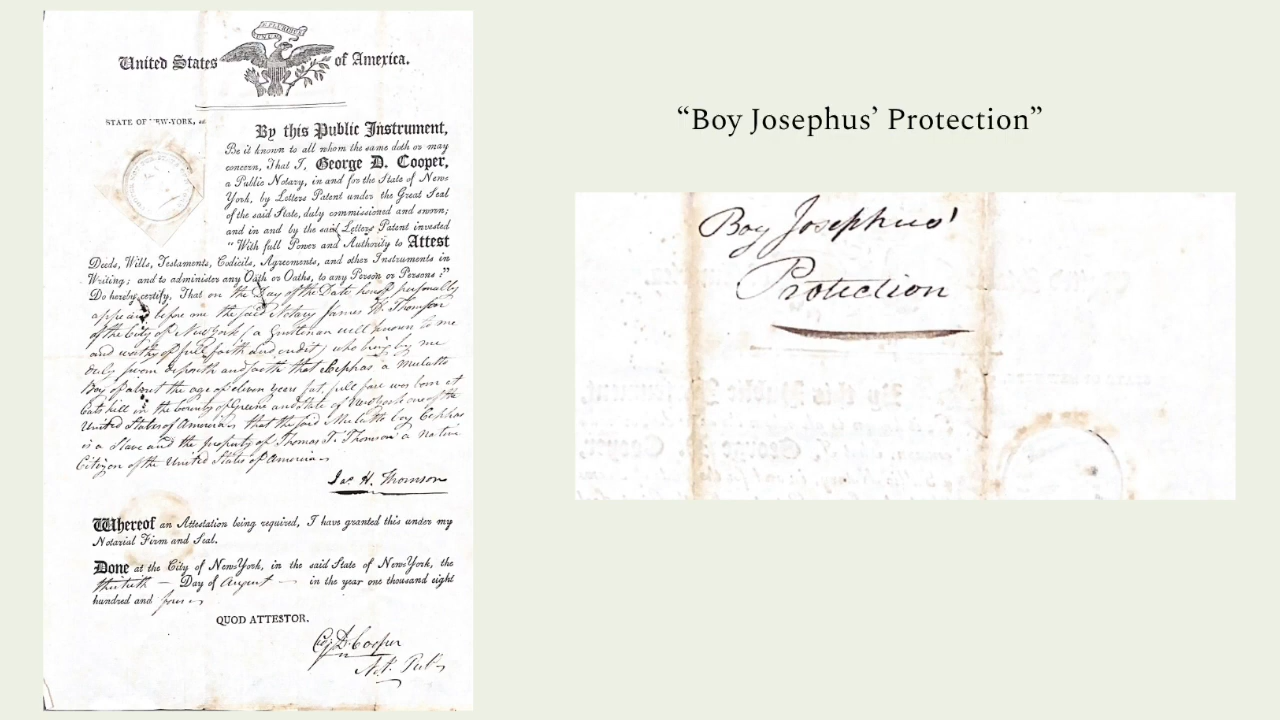 E PLURIBUS
UNUM
United States of America.
STATE OF NEW-YORK, ss.
By this Public Instrument,
Be it known to all whom the same doth or may
concern, That I, George D. Cooper,
a Public Notary, in and for the State of New-
York, by Letters Patent under the Great Seal
of the said State, duly commissioned and sworn;
and in and by the said Letters Patent invested
“With full Power and Authority to Attest
Deeds, Wills, Testaments, Codicils, Agreements, and other Instruments in
Writing; and to administer any Oath or Oaths, to any Person or Persons:”
Do hereby certify, That on the Day of the Date hereof personally
appeared before me the said Notary James H. Thomson
of the City of New York (a Gentleman well known to me
and worthy of full faith and credit) who being by me
duly sworn deposeth and saith that Cephas a Mulatto
Boy of about the age of eleven years fat, full face was born at
Catskill in the County of Greene and state of New York one of the
United States of America, that the said Mulatto boy Cephas
is a Slave and the property of Thomas T. Thomson a Native
Citizen of the United States of America
Jas H. Thomson
Whereof an Attestation being required, I have granted this under my
Notarial Firm and Seal.
Done at the City of New-York, in the said State of New-York, the
thirtieth Day of August in the year one thousand eight
hundred and four
QUOD ATTESTOR.
G. D. Cooper
Not. Pub.
“Boy Josephus’ Protection”
Boy Josephus'
Protection